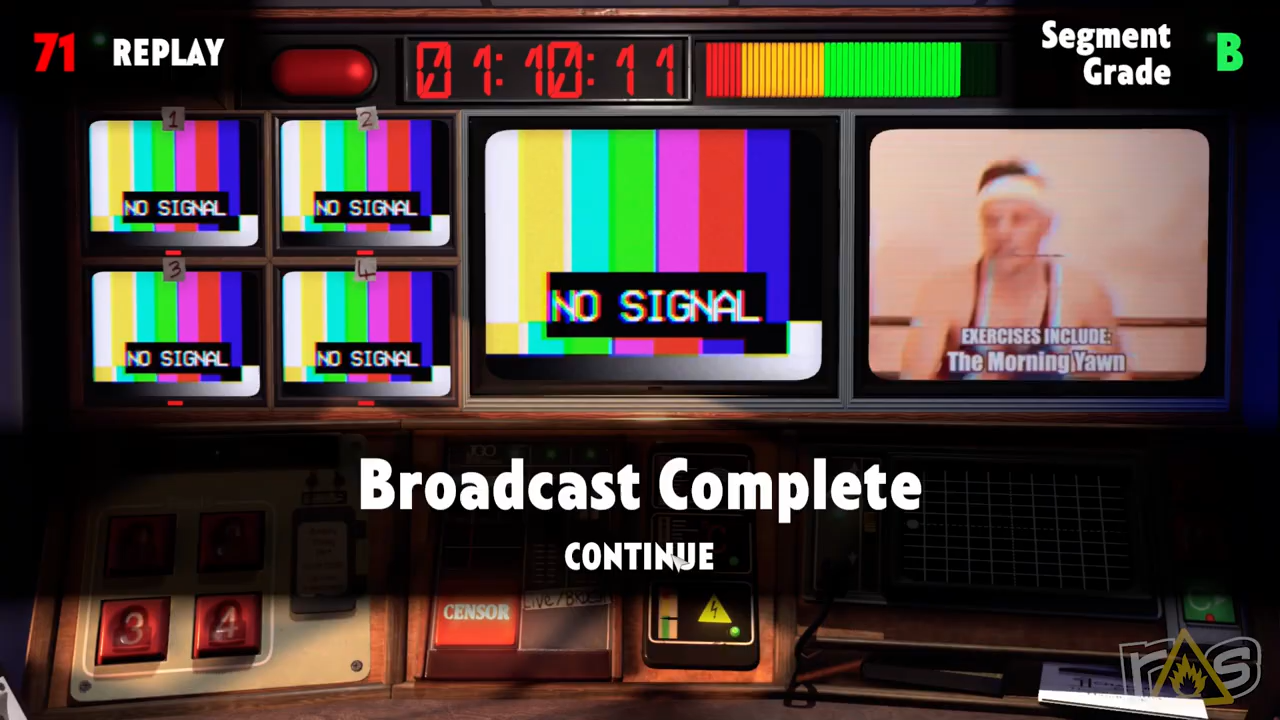 71 REPLAY
01:10:11
Segment
Grade
B
1
2
NO SIGNAL
NO SIGNAL
3
4
NO SIGNAL
NO SIGNAL
NO SIGNAL
EXERCISES INCLUDE:
The Morning Yawn
Broadcast Complete
CONTINUE
CENSOR
3
4
ras